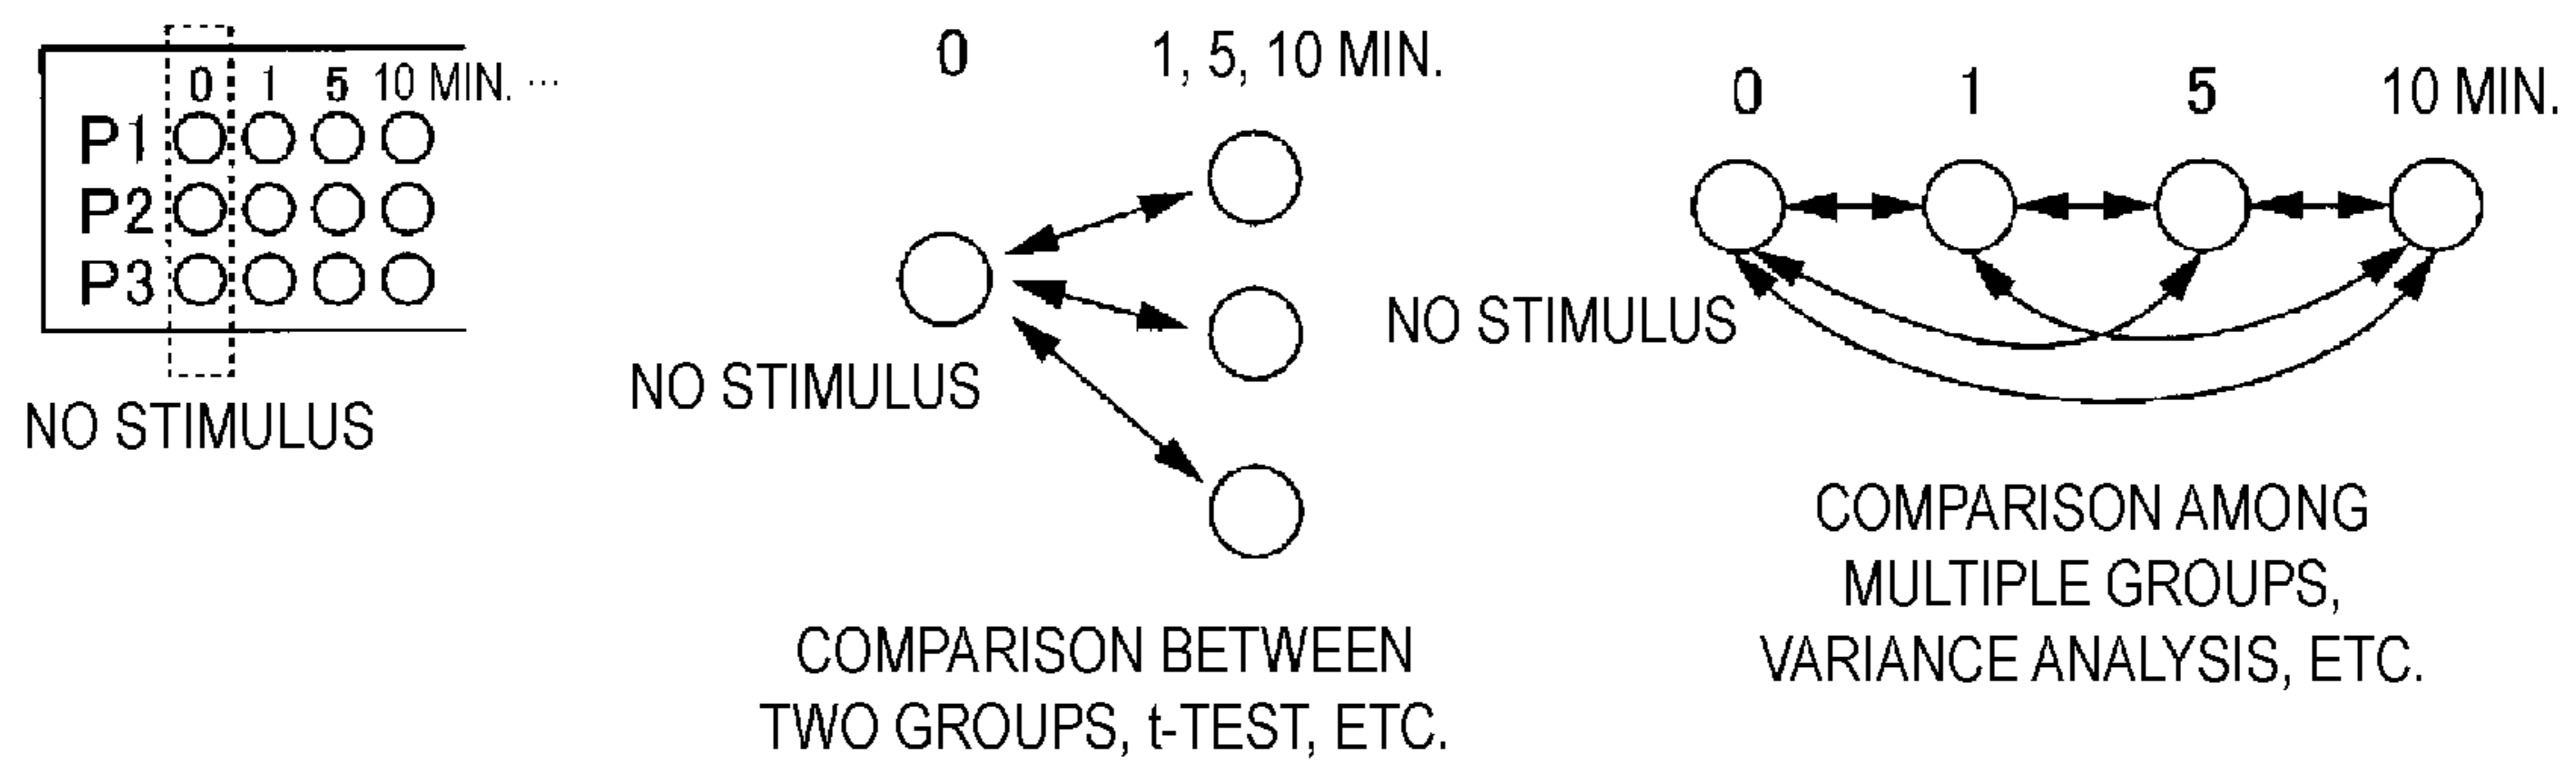 0 1 5 10 MIN. ...
P1
P2
P3
NO STIMULUS
0 1, 5, 10 MIN.
NO STIMULUS
COMPARISON BETWEEN
TWO GROUPS, t-TEST, ETC.
0 1 5 10 MIN.
NO STIMULUS
COMPARISON AMONG
MULTIPLE GROUPS,
VARIANCE ANALYSIS, ETC.